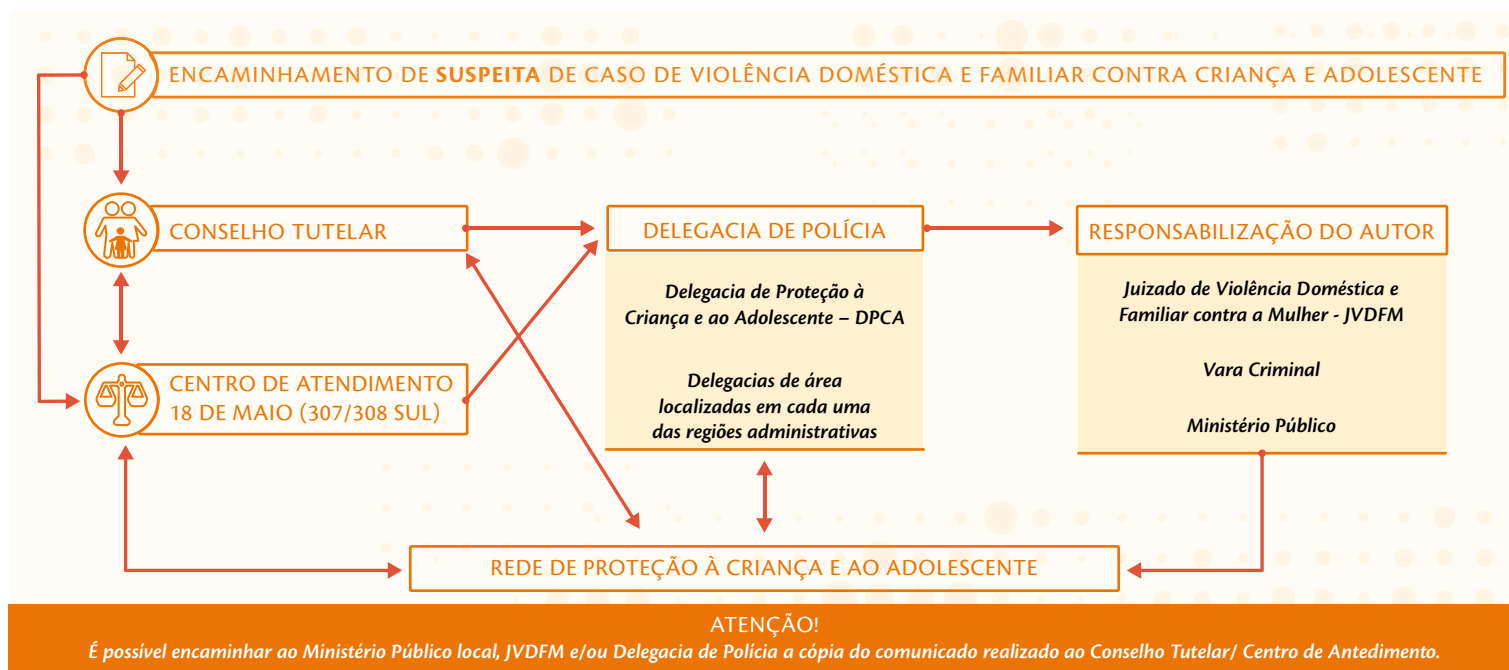 ENCAMINHAMENTO DE SUSPEITA DE CASO DE VIOLÊNCIA DOMÉSTICA E FAMILIAR CONTRA CRIANÇA E ADOLESCENTE
CONSELHO TUTELAR
DELEGACIA DE POLÍCIA
RESPONSABILIZAÇÃO DO AUTOR
Delegacia de Proteção à
Criança e ao Adolescente – DPCA
Delegacias de área
localizadas em cada uma
das regiões administrativas
Juizado de Violência Doméstica e
Familiar contra a Mulher - JVDFM
Vara Criminal
Ministério Público
CENTRO DE ATENDIMENTO
18 DE MAIO (307/308 SUL)
REDE DE PROTEÇÃO À CRIANÇA E AO ADOLESCENTE
ATENÇÃO!
É possível encaminhar ao Ministério Público local, JVDFM e/ou Delegacia de Polícia a cópia do comunicado realizado ao Conselho Tutelar/ Centro de Antedimento.